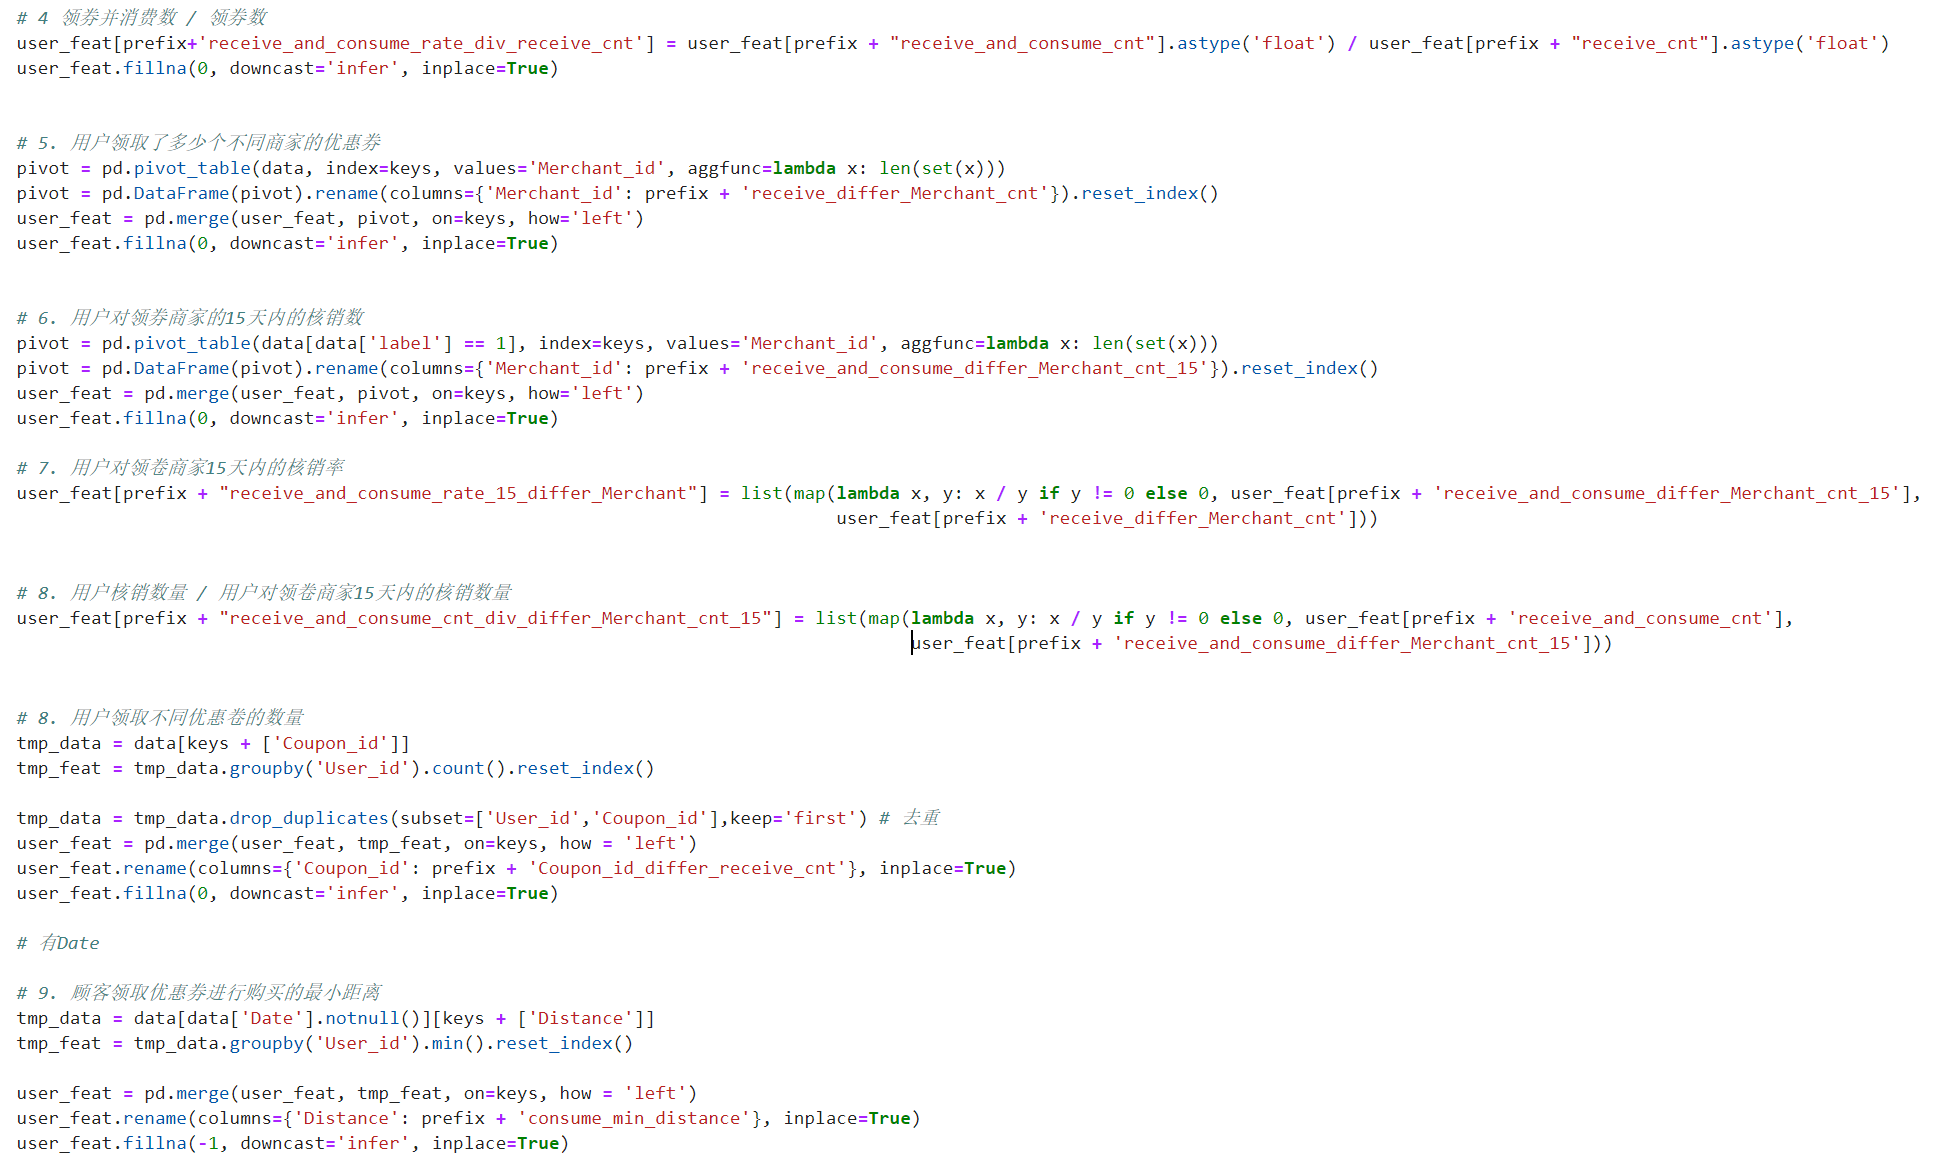 # 4 领券并消费数 / 领券数
user_feat[prefix+'receive_and_consume_rate_div_receive_cnt'] = user_feat[prefix + "receive_and_consume_cnt"].astype('float') / user_feat[prefix + "receive_cnt"].astype('float')
user_feat.fillna(0, downcast='infer', inplace=True)
# 5. 用户领取了多少个不同商家的优惠券
pivot = pd.pivot_table(data, index=keys, values='Merchant_id', aggfunc=lambda x: len(set(x)))
pivot = pd.DataFrame(pivot).rename(columns={'Merchant_id': prefix + 'receive_differ_Merchant_cnt'}).reset_index()
user_feat = pd.merge(user_feat, pivot, on=keys, how='left')
user_feat.fillna(0, downcast='infer', inplace=True)
# 6. 用户对领券商家的15天内的核销数
pivot = pd.pivot_table(data[data['label'] == 1], index=keys, values='Merchant_id', aggfunc=lambda x: len(set(x)))
pivot = pd.DataFrame(pivot).rename(columns={'Merchant_id': prefix + 'receive_and_consume_differ_Merchant_cnt_15'}).reset_index()
user_feat = pd.merge(user_feat, pivot, on=keys, how='left')
user_feat.fillna(0, downcast='infer', inplace=True)
# 7. 用户对领卷商家15天内的核销率
user_feat[prefix + "receive_and_consume_rate_15_differ_Merchant"] = list(map(lambda x, y: x / y if y != 0 else 0, user_feat[prefix + 'receive_and_consume_differ_Merchant_cnt_15'],
user_feat[prefix + 'receive_differ_Merchant_cnt']))
# 8. 用户核销数量 / 用户对领卷商家15天内的核销数量
user_feat[prefix + "receive_and_consume_cnt_div_differ_Merchant_cnt_15"] = list(map(lambda x, y: x / y if y != 0 else 0, user_feat[prefix + 'receive_and_consume_cnt'],
user_feat[prefix + 'receive_and_consume_differ_Merchant_cnt_15']))
# 8. 用户领取不同优惠卷的数量
tmp_data = data[keys + ['Coupon_id']]
tmp_feat = tmp_data.groupby('User_id').count().reset_index()
tmp_data = tmp_data.drop_duplicates(subset=['User_id','Coupon_id'],keep='first') # 去重
user_feat = pd.merge(user_feat, tmp_feat, on=keys, how = 'left')
user_feat.rename(columns={'Coupon_id': prefix + 'Coupon_id_differ_receive_cnt'}, inplace=True)
user_feat.fillna(0, downcast='infer', inplace=True)
# 有Date
# 9. 顾客领取优惠券进行购买的最小距离
tmp_data = data[data['Date'].notnull()][keys + ['Distance']]
tmp_feat = tmp_data.groupby('User_id').min().reset_index()
user_feat = pd.merge(user_feat, tmp_feat, on=keys, how = 'left')
user_feat.rename(columns={'Distance': prefix + 'consume_min_distance'}, inplace=True)
user_feat.fillna(-1, downcast='infer', inplace=True)